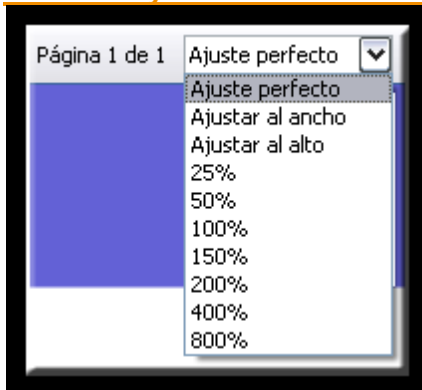 Página 1 de 1 Ajuste perfecto
Ajuste perfecto
Ajustar al ancho
Ajustar al alto
25%
50%
100%
150%
200%
400%
800%